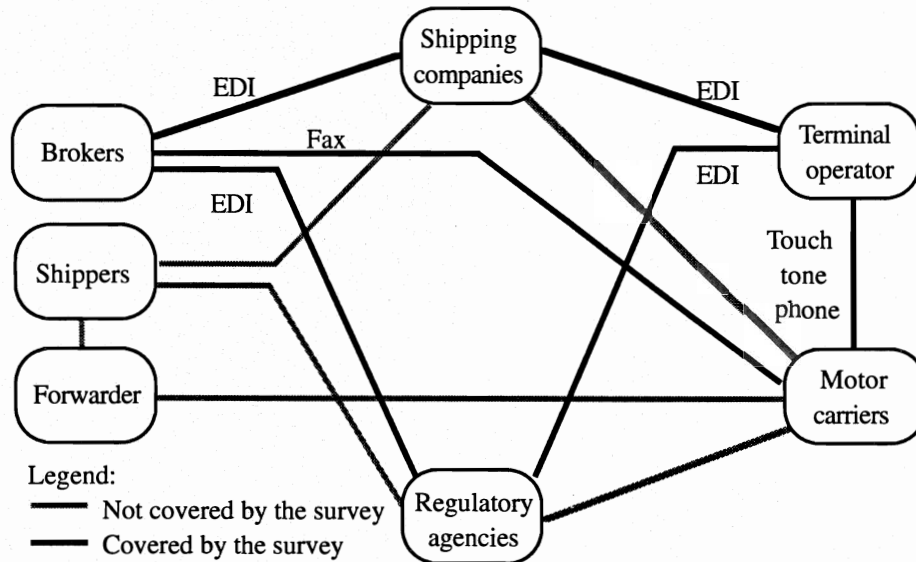 Shipping
companies
EDI
EDI
Brokers
Fax
Terminal
operator
EDI
EDI
Shippers
Touch
tone
phone
Forwarder
Motor
carriers
Legend:
Not covered by the survey
Covered by the survey
Regulatory
agencies